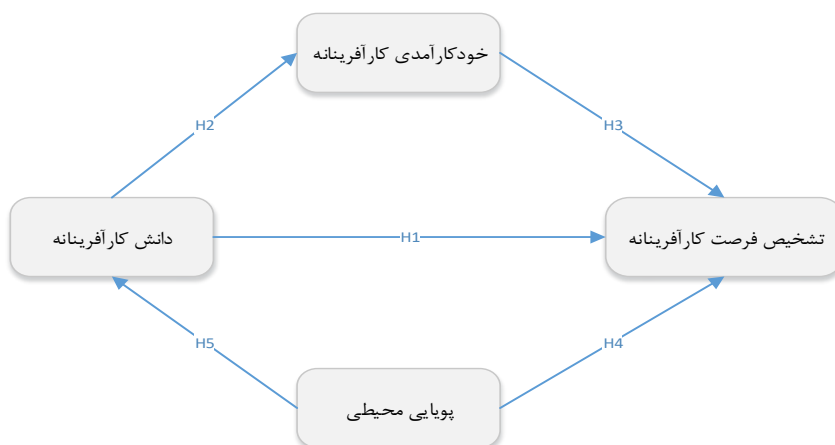 خودکارآمدی کارآفرینانه
H2
H3
دانش کارآفرینانه
H1
تشخیص فرصت کارآفرینانه
H5
H4
پویایی محیطی